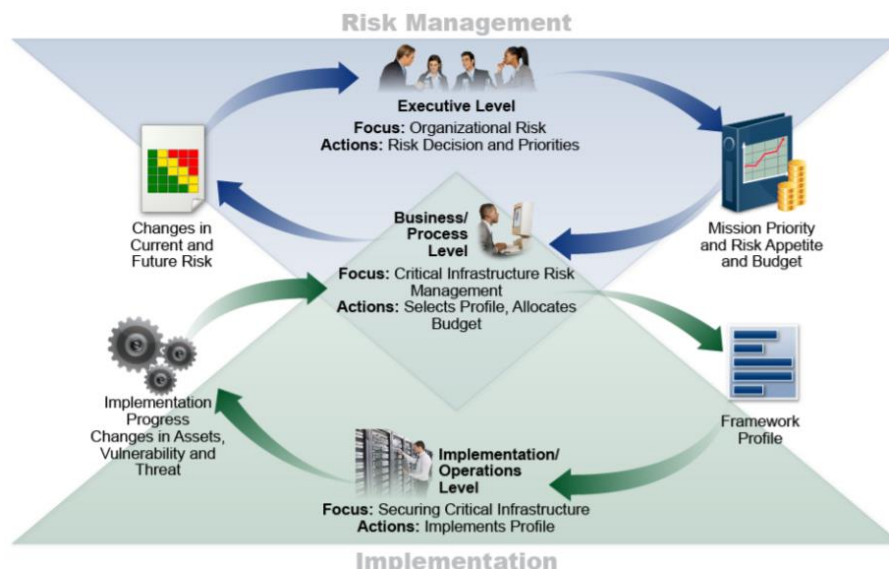 Risk Management
Executive Level
Focus: Organizational Risk
Actions: Risk Decision and Priorities
Changes in
Current and
Future Risk
Business/
Process
Level
Mission Priority
and Risk Appetite
and Budget
Focus: Critical Infrastructure Risk
Management
Actions: Selects Profile, Allocates
Budget
Implementation
Progress
Changes in Assets,
Vulnerability and
Threat
Framework
Profile
Implementation/
Operations
Level
Focus: Securing Critical Infrastructure
Actions: Implements Profile
Implementation